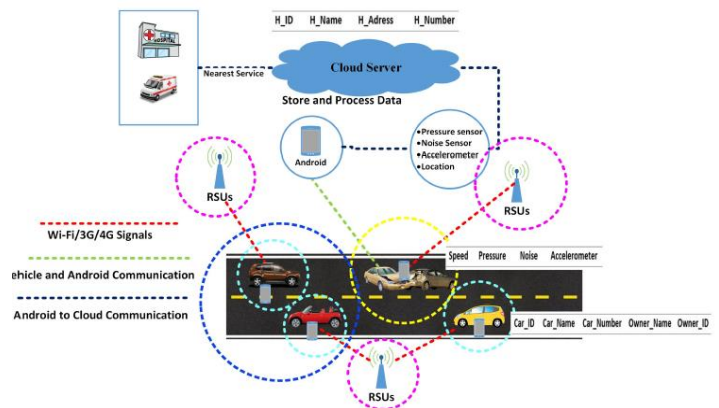 H_ID H_Name H_Adress H_Number
HOSPITAL
Nearest Service
Cloud Server
Store and Process Data
Android
•Pressure sensor
•Noise Sensor
•Accelerometer
•Location
RSUs
RSUs
Wi-Fi/3G/4G Signals
ehicle and Android Communication
Android to Cloud Communication
Speed Pressure Noise Accelerometer
Car_ID Car_Name Car_Number Owner_Name Owner_ID
RSUs